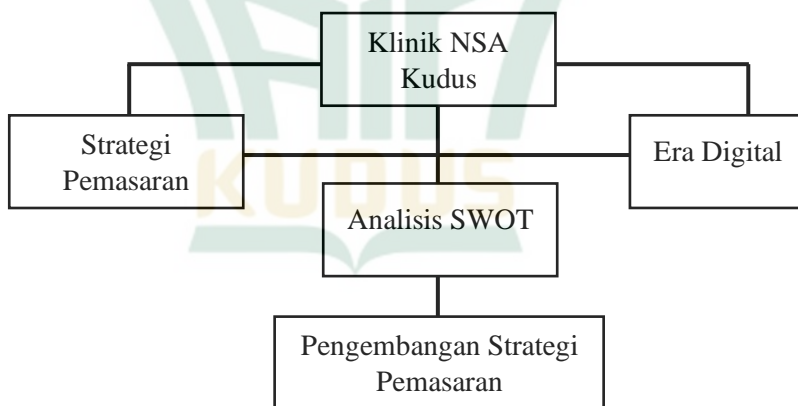 Klinik NSA
Kudus
Strategi
Pemasaran
Era Digital
KUDUS
Analisis SWOT
Pengembangan Strategi
Pemasaran